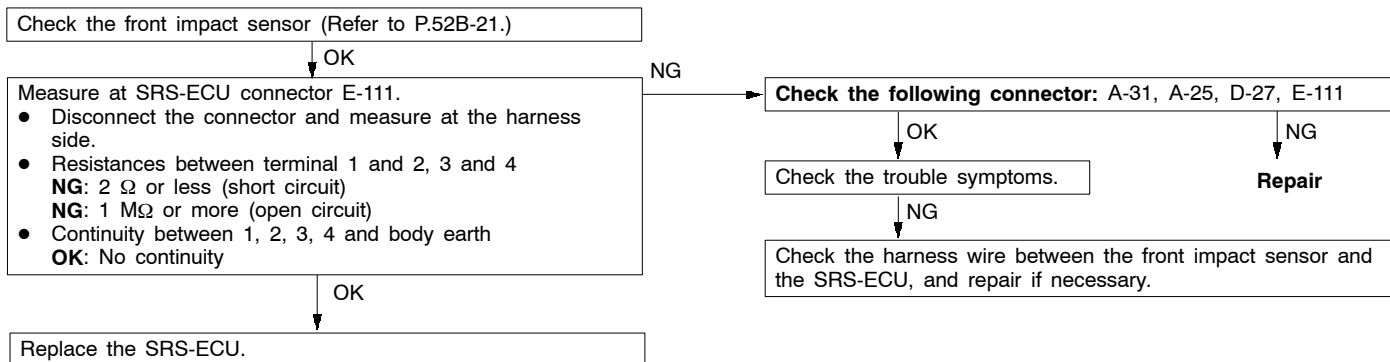 Check the front impact sensor (Refer to P.52B-21.)
OK
Measure at SRS-ECU connector E-111.
● Disconnect the connector and measure at the harness
side.
● Resistances between terminal 1 and 2, 3 and 4
NG: 2 Ω or less (short circuit)
NG: 1 MΩ or more (open circuit)
● Continuity between 1, 2, 3, 4 and body earth
OK: No continuity
OK
Replace the SRS-ECU.
NG
Check the following connector: A-31, A-25, D-27, E-111
OK
NG
Check the trouble symptoms.
Repair
NG
Check the harness wire between the front impact sensor and
the SRS-ECU, and repair if necessary.